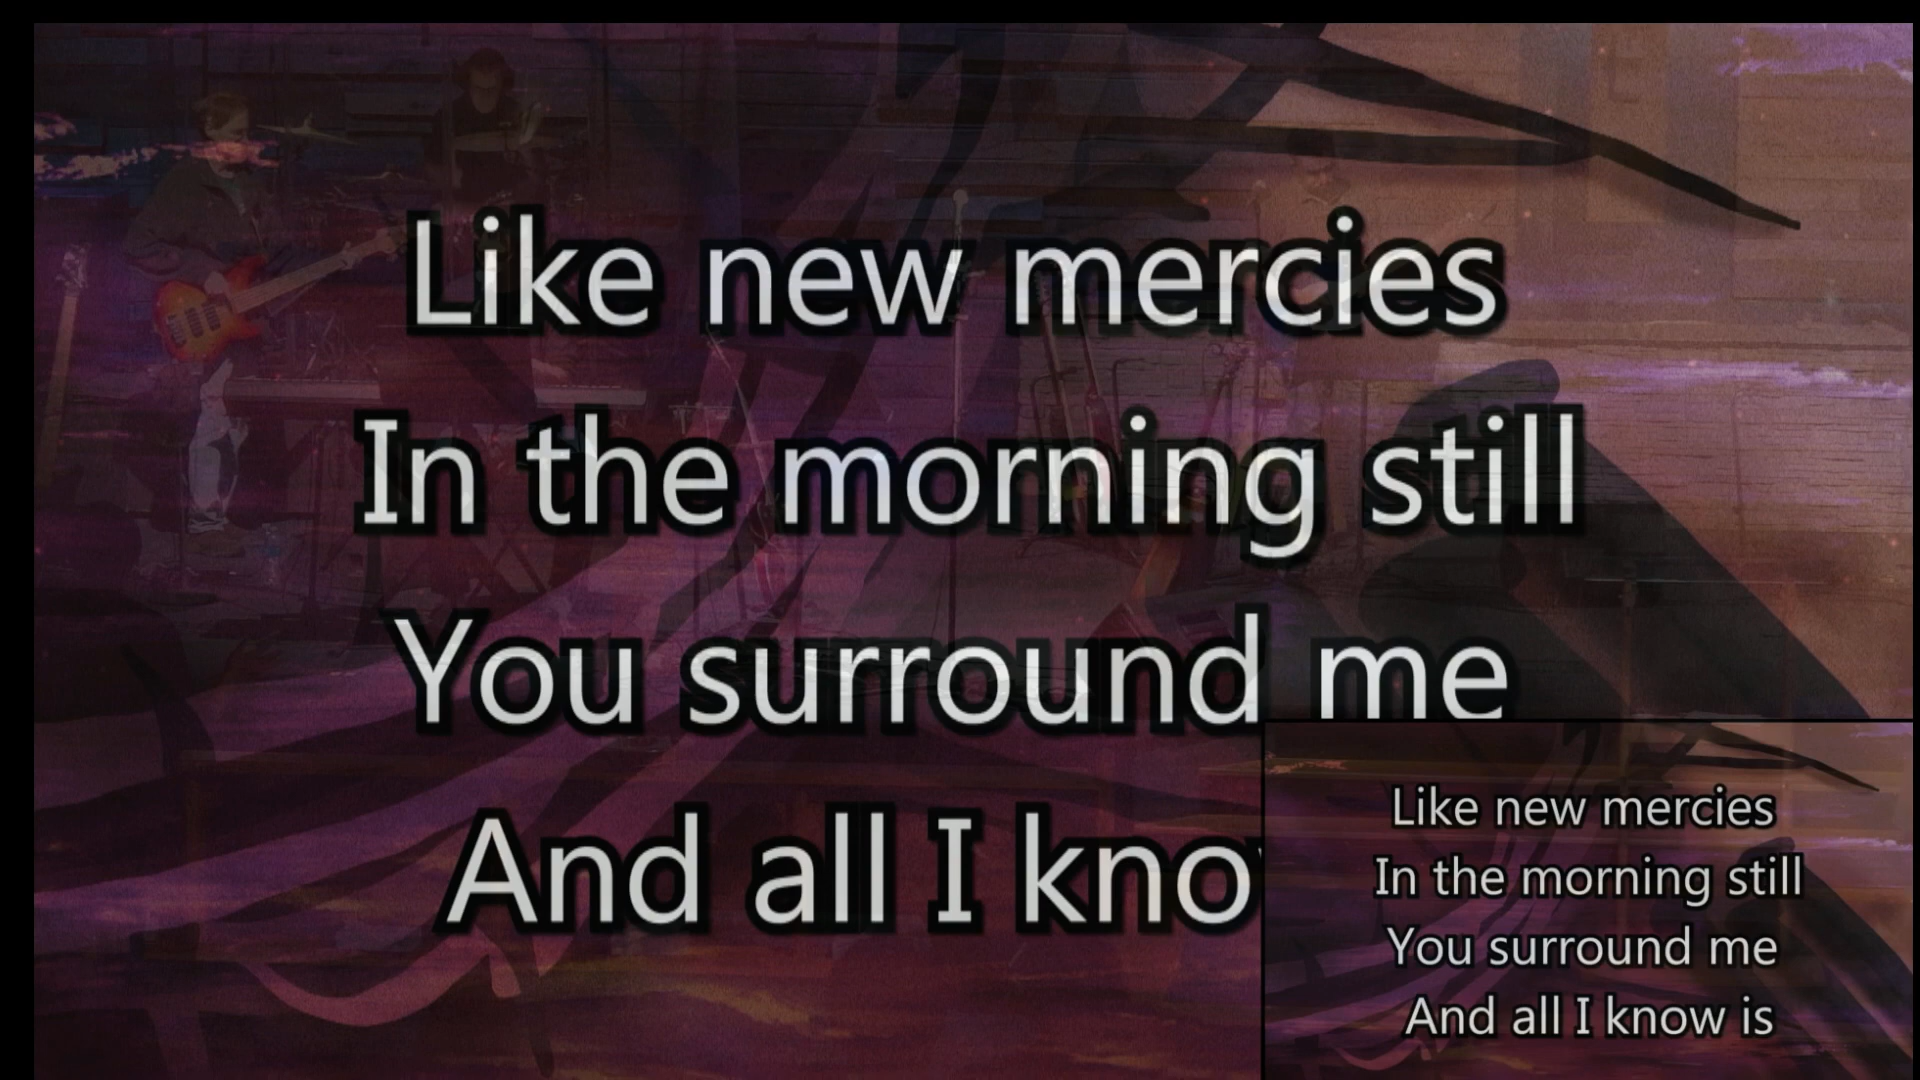 Like new mercies
In the morning still
You surround me
And all I kno
Like new mercies
In the morning still
You surround me
And all I know is